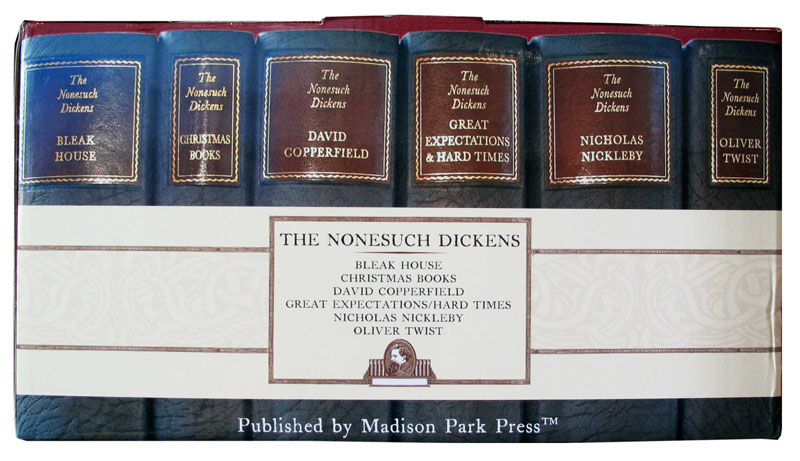 The
Nonesuch
Dickens
BLEAK
HOUSE
The
Nonesuch
Dickens
CHRISTMAS
BOOKS
The
Nonesuch
Dickens
DAVID
COPPERFIELD
The
Nonesuch
Dickens
GREAT
EXPECTATIONS
& HARD TIMES
The
Nonesuch
Dickens
NICHOLAS
NICKLEBY
The
Nonesuch
Dickens
OLIVER
TWIST
THE NONESUCH DICKENS
BLEAK HOUSE
CHRISTMAS BOOKS
DAVID COPPERFIELD
GREAT EXPECTATIONS/HARD TIMES
NICHOLAS NICKLEBY
OLIVER TWIST
Published by Madison Park Press™